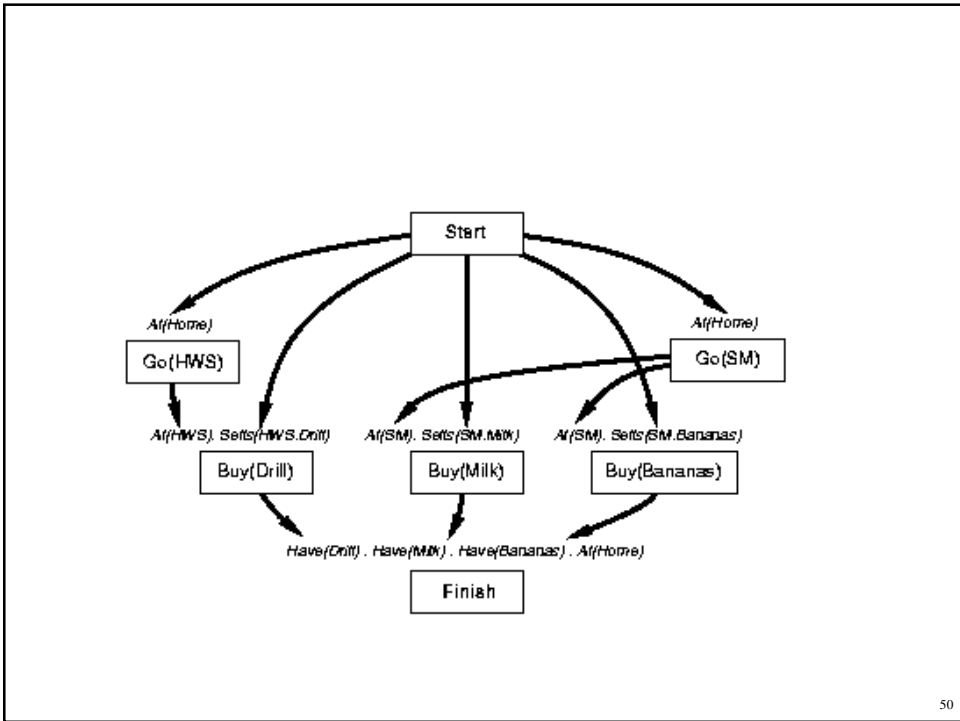 Start
At(Home) At(Home)
Go(HWS) Go(SM)
At(HWS). Sells(HWS.Drill) At(SM). Sells(SM.Milk) At(SM). Sells(SM.Bananas)
Buy(Drill) Buy(Milk) Buy(Bananas)
Have(Drill) . Have(Milk) . Have(Bananas) . At(Home)
Finish
50